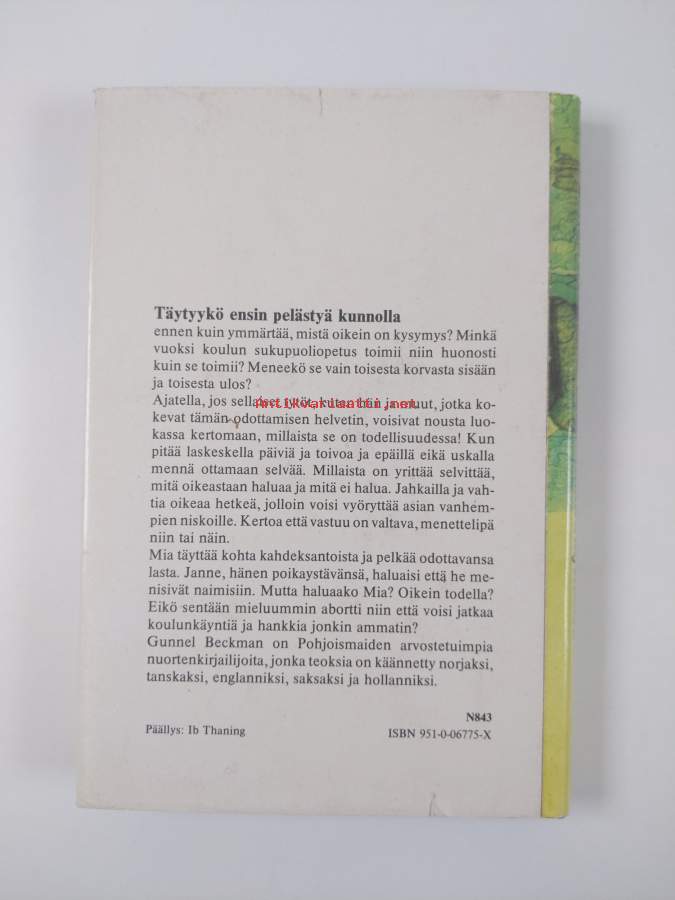 Täytyykö ensin pelästyä kunnolla
ennen kuin ymmärtää, mistä oikein on kysymys? Minkä
vuoksi koulun sukupuoliopetus toimii niin huonosti
kuin se toimii? Meneekö se vain toisesta korvasta sisään
ja toisesta ulos?
Ajatella, jos sellaiset tytöt, kuten hän ja muut, jotka ko-
kevat tämän odottamisen helvetin, voisivat nousta luo-
kassa kertomaan, millaista se on todellisuudessa! Kun
pitää laskeskella päiviä ja toivoa ja epäillä eikä uskalla
mennä ottamaan selvää. Millaista on yrittää selvittää,
mitä oikeastaan haluaa ja mitä ei halua. Jahkailla ja vah-
tia oikeaa hetkeä, jolloin voisi vyöryttää asian vanhem-
pien niskoille. Kertoa että vastuu on valtava, menettelipä
niin tai näin.
Mia täyttää kohta kahdeksantoista ja pelkää odottavansa
lasta. Janne, hänen poikaystävänsä, haluaisi että he me-
nisivät naimisiin. Mutta haluaako Mia? Oikein todella?
Eikö sentään mieluummin abortti niin että voisi jatkaa
koulunkäyntiä ja hankkia jonkin ammatin?
Gunnel Beckman on Pohjoismaiden arvostetuimpia
nuortenkirjailijoita, jonka teoksia on käännetty norjaksi,
tanskaksi, englanniksi, saksaksi ja hollanniksi.
N843
Päällys: Ib Thaning
ISBN 951-0-06775-X
Antikvariaatti.net